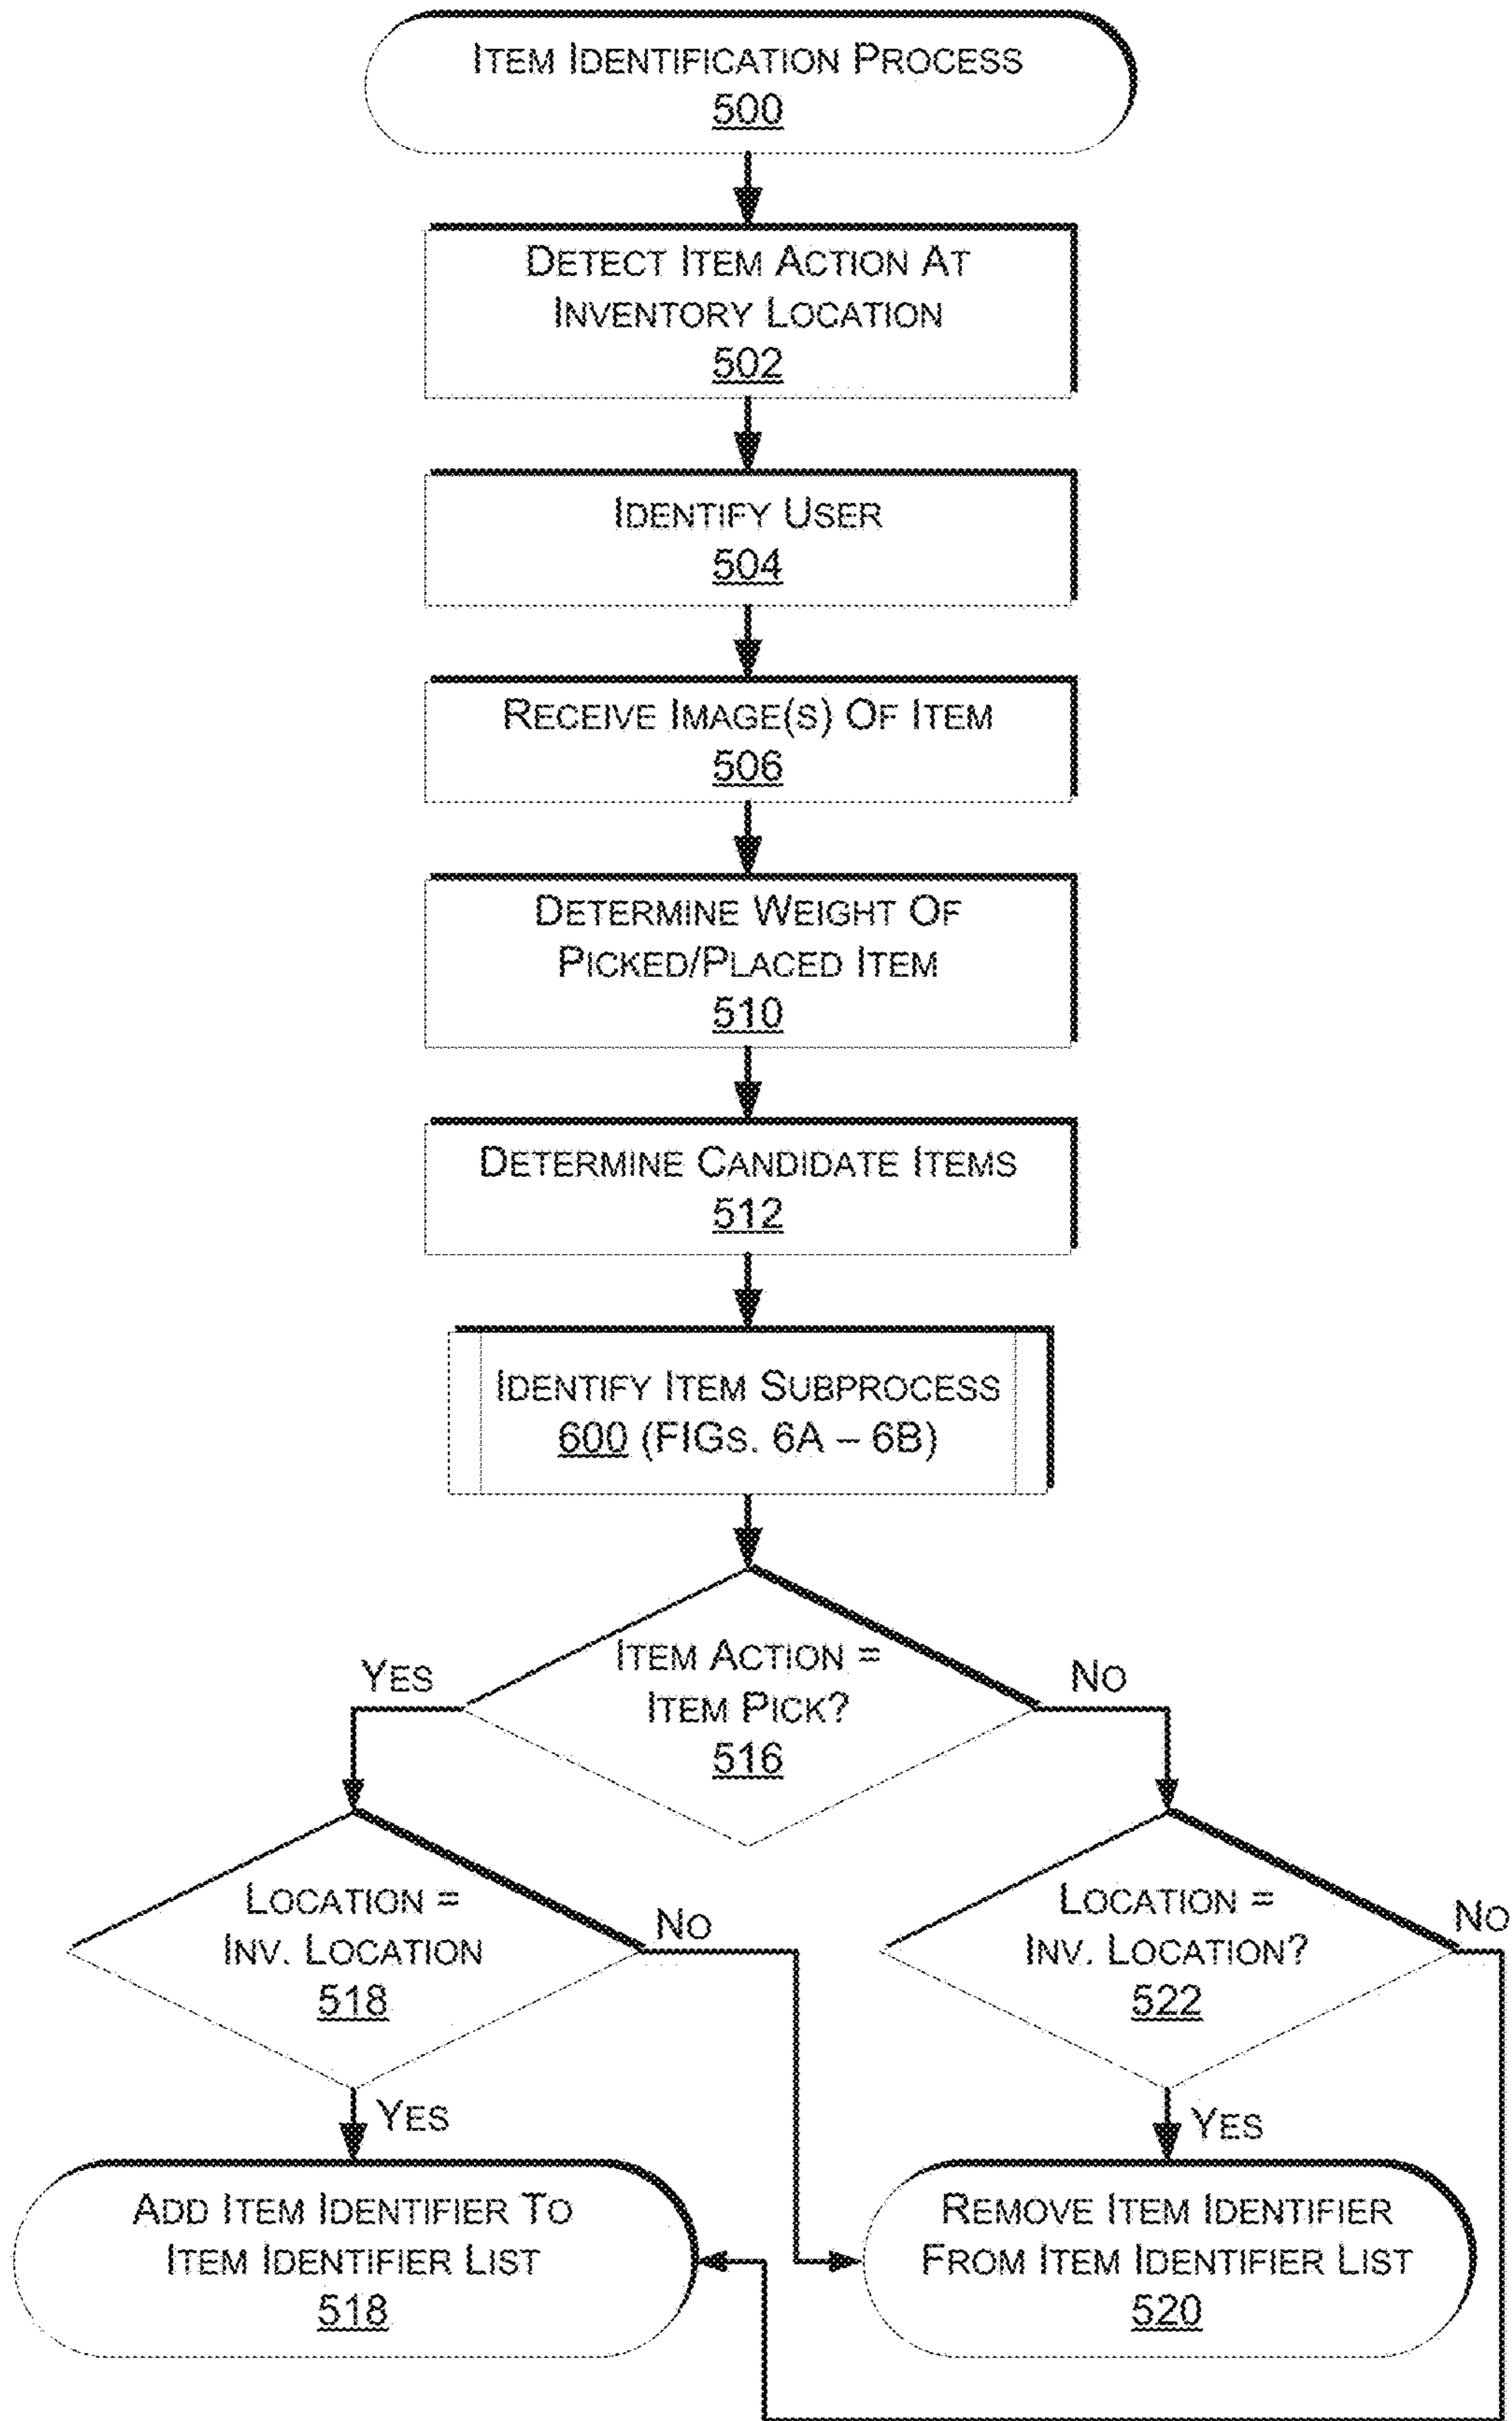 ITEM IDENTIFICATION PROCESS
500
DETECT ITEM ACTION AT
INVENTORY LOCATION
502
IDENTIFY USER
504
RECEIVE IMAGE(S) OF ITEM
506
DETERMINE WEIGHT OF
PICKED/PLACED ITEM
510
DETERMINE CANDIDATE ITEMS
512
IDENTIFY ITEM SUBPROCESS
600 (FIGS. 6A – 6B)
ITEM ACTION =
ITEM PICK?
516
YES
NO
LOCATION =
INV. LOCATION
518
NO
YES
LOCATION =
INV. LOCATION?
522
NO
YES
ADD ITEM IDENTIFIER TO
ITEM IDENTIFIER LIST
518
REMOVE ITEM IDENTIFIER
FROM ITEM IDENTIFIER LIST
520